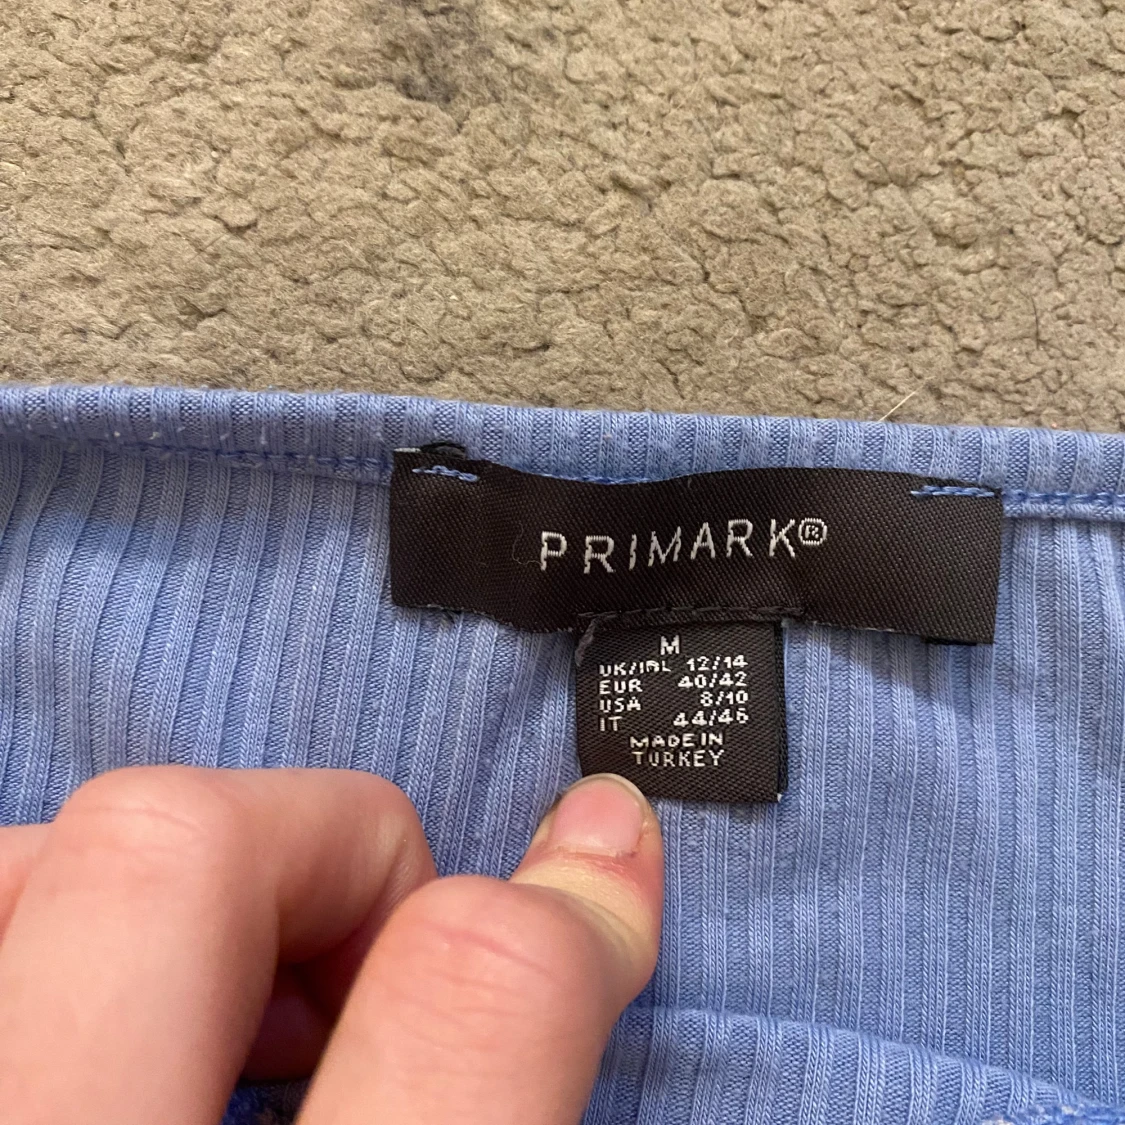 PRIMARK®
M
UK/IRL 12/14
EUR 40/42
USA 8/10
IT 44/46
MADE IN
TURKEY